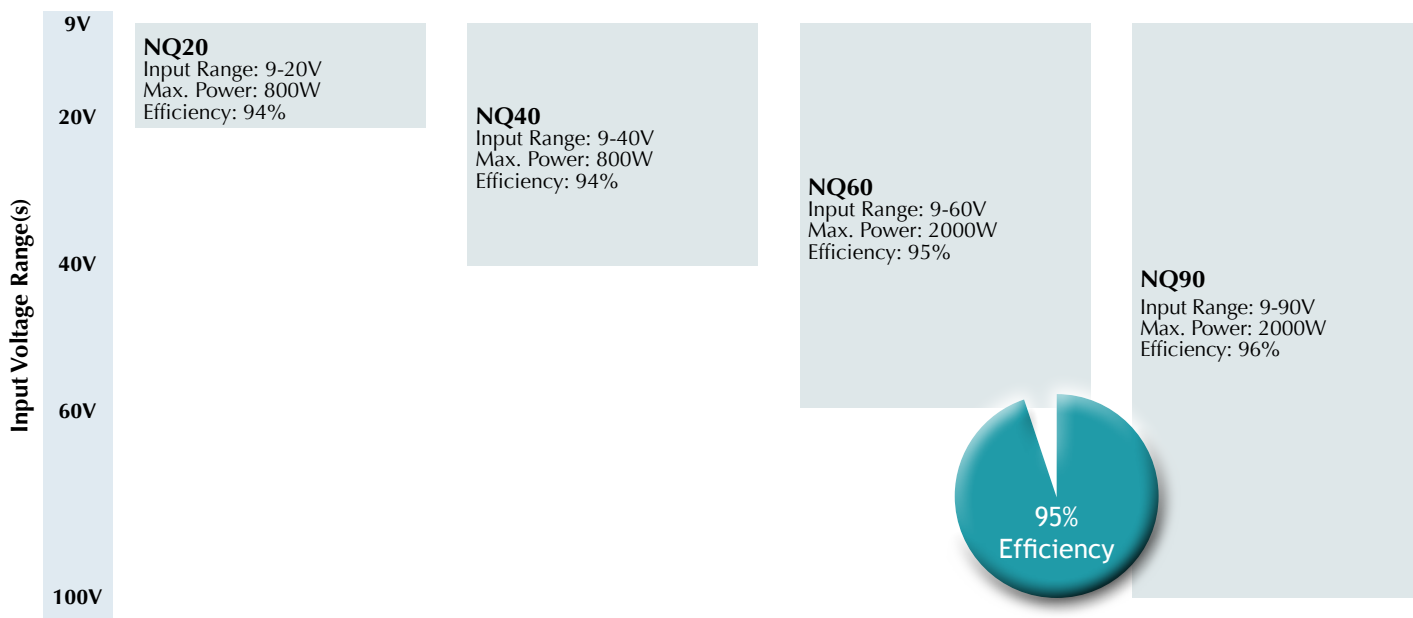 Input Voltage Range(s)
9V
20V
40V
60V
100V
NQ20
Input Range: 9-20V
Max. Power: 800W
Efficiency: 94%
NQ40
Input Range: 9-40V
Max. Power: 800W
Efficiency: 94%
NQ60
Input Range: 9-60V
Max. Power: 2000W
Efficiency: 95%
NQ90
Input Range: 9-90V
Max. Power: 2000W
Efficiency: 96%
95%
Efficiency